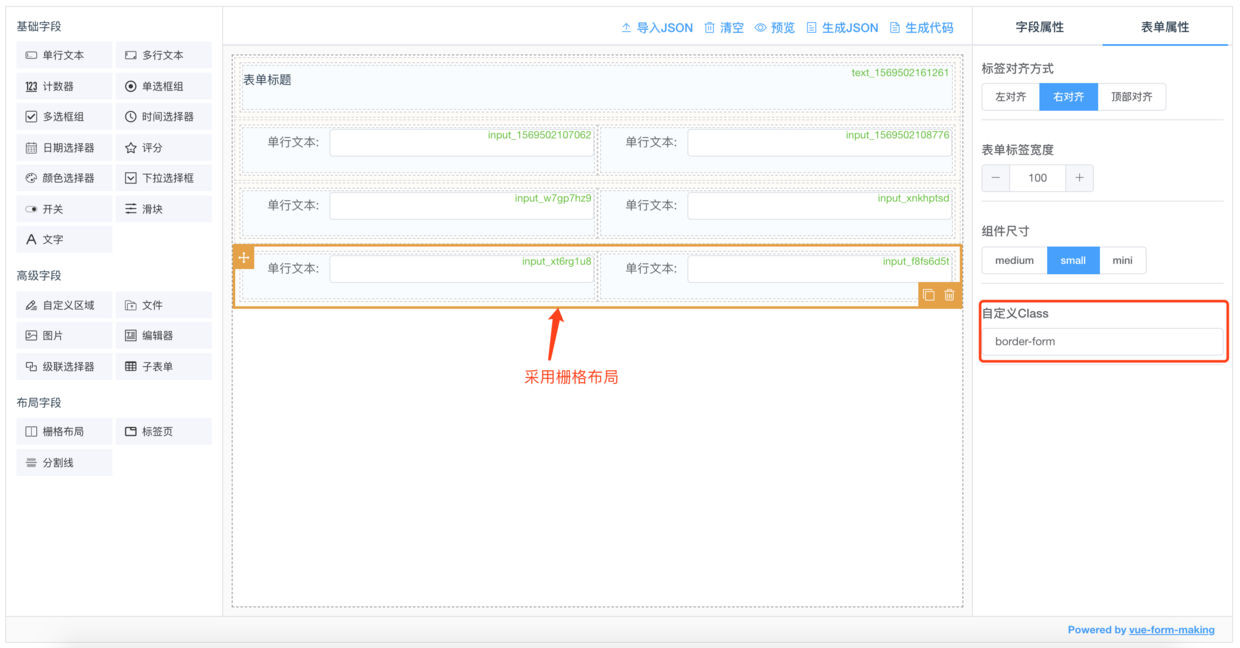 基础字段
单行文本
多行文本
123 计数器
单选框组
多选框组
时间选择器
日期选择器
评分
颜色选择器
下拉选择框
开关
滑块
A 文字
高级字段
自定义区域
文件
图片
编辑器
级联选择器
子表单
布局字段
栅格布局
标签页
分割线
导入JSON 清空 预览 生成JSON 生成代码
表单标题
text_1569502161261
单行文本:
input_1569502107062
单行文本:
input_1569502108776
单行文本:
input_w7gp7hz9
单行文本:
input_xnkhptsd
单行文本:
input_xt6rg1u8
单行文本:
input_f8fs6d5t
采用栅格布局
字段属性 表单属性
标签对齐方式
左对齐 右对齐 顶部对齐
表单标签宽度
− 100 +
组件尺寸
medium small mini
自定义Class
border-form
Powered by vue-form-making